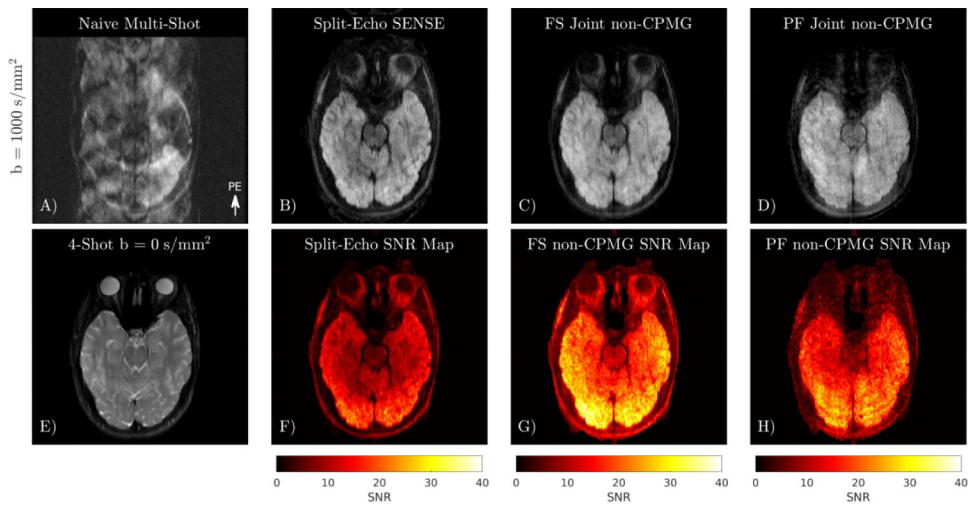 Naive Multi-Shot
Split-Echo SENSE
FS Joint non-CPMG
PF Joint non-CPMG
b = 1000 s/mm²
PE
A)
B)
C)
D)
4-Shot b = 0 s/mm²
Split-Echo SNR Map
FS non-CPMG SNR Map
PF non-CPMG SNR Map
E)
F)
G)
H)
0 10 20 30 40
SNR
0 10 20 30 40
SNR
0 10 20 30 40
SNR